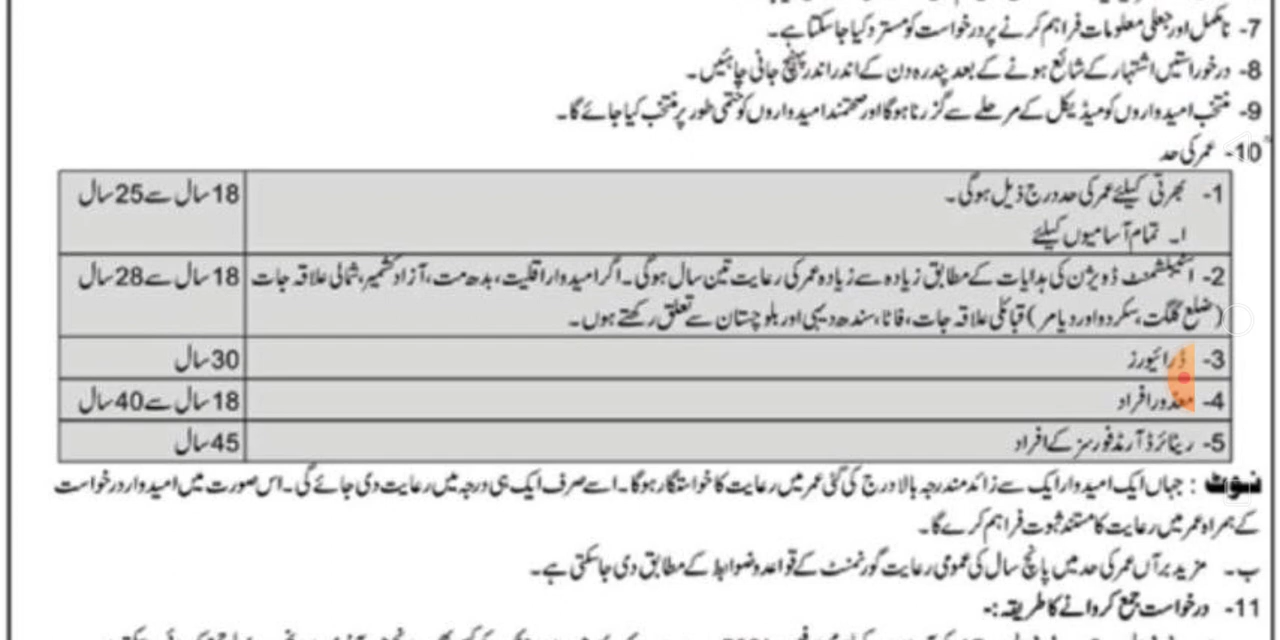 7- نامکمل اور جعلی معلومات فراہم کرنے پر درخواست کو مسترد کیا جاسکتا ہے۔
8- درخوراستیں اشتہار کے شائع ہونے کے بعد پندرہ دن کے اندر اندر پہنچ جانی چاہئیں۔
9- منتخب امیدواروں کو میڈیکل کے مرحلے سے گزرنا ہوگا اور صحتمند امیدواروں کو حتمی طور پر منتخب کیا جائے گا۔
10- عمر کی حد
1- بھرتی کیلئے عمر کی حد درج ذیل ہوگی۔ 18 سال سے 25 سال
ا۔ تمام آسامیوں کیلئے
2- اسٹیبلشمنٹ ڈویژن کی ہدایات کے مطابق زیادہ سے زیادہ عمر کی رعایت تین سال ہوگی۔ اگر امیدوار اقلیت، بدھ مت، آزاد کشمیر، شمالی علاقہ جات 18 سال سے 28 سال
(ضلع گلگت، سکردو اور دیامر) قبائلی علاقہ جات، فاٹا، سندھ دیہی اور بلوچستان سے تعلق رکھتے ہوں۔
3- ڈرائیورز 30 سال
4- معذور افراد 18 سال سے 40 سال
5- ریٹائرڈ آرمڈ فورسز کے افراد 45 سال
نوٹ : جہاں ایک امیدوار ایک سے زائد مندرجہ بالا درج کی گئی عمر میں رعایت کا خواستگار ہوگا۔ اسے صرف ایک ہی درجہ میں رعایت دی جائے گی۔ اس صورت میں امیدوار درخواست
کے ہمراہ عمر میں رعایت کا مستند ثبوت فراہم کرے گا۔
ب۔ مزید برآں عمر کی حد میں پانچ سال کی عمومی رعایت گورنمنٹ کے قواعد و ضوابط کے مطابق دی جاسکتی ہے۔
11- درخواست جمع کروانے کا طریقہ:-